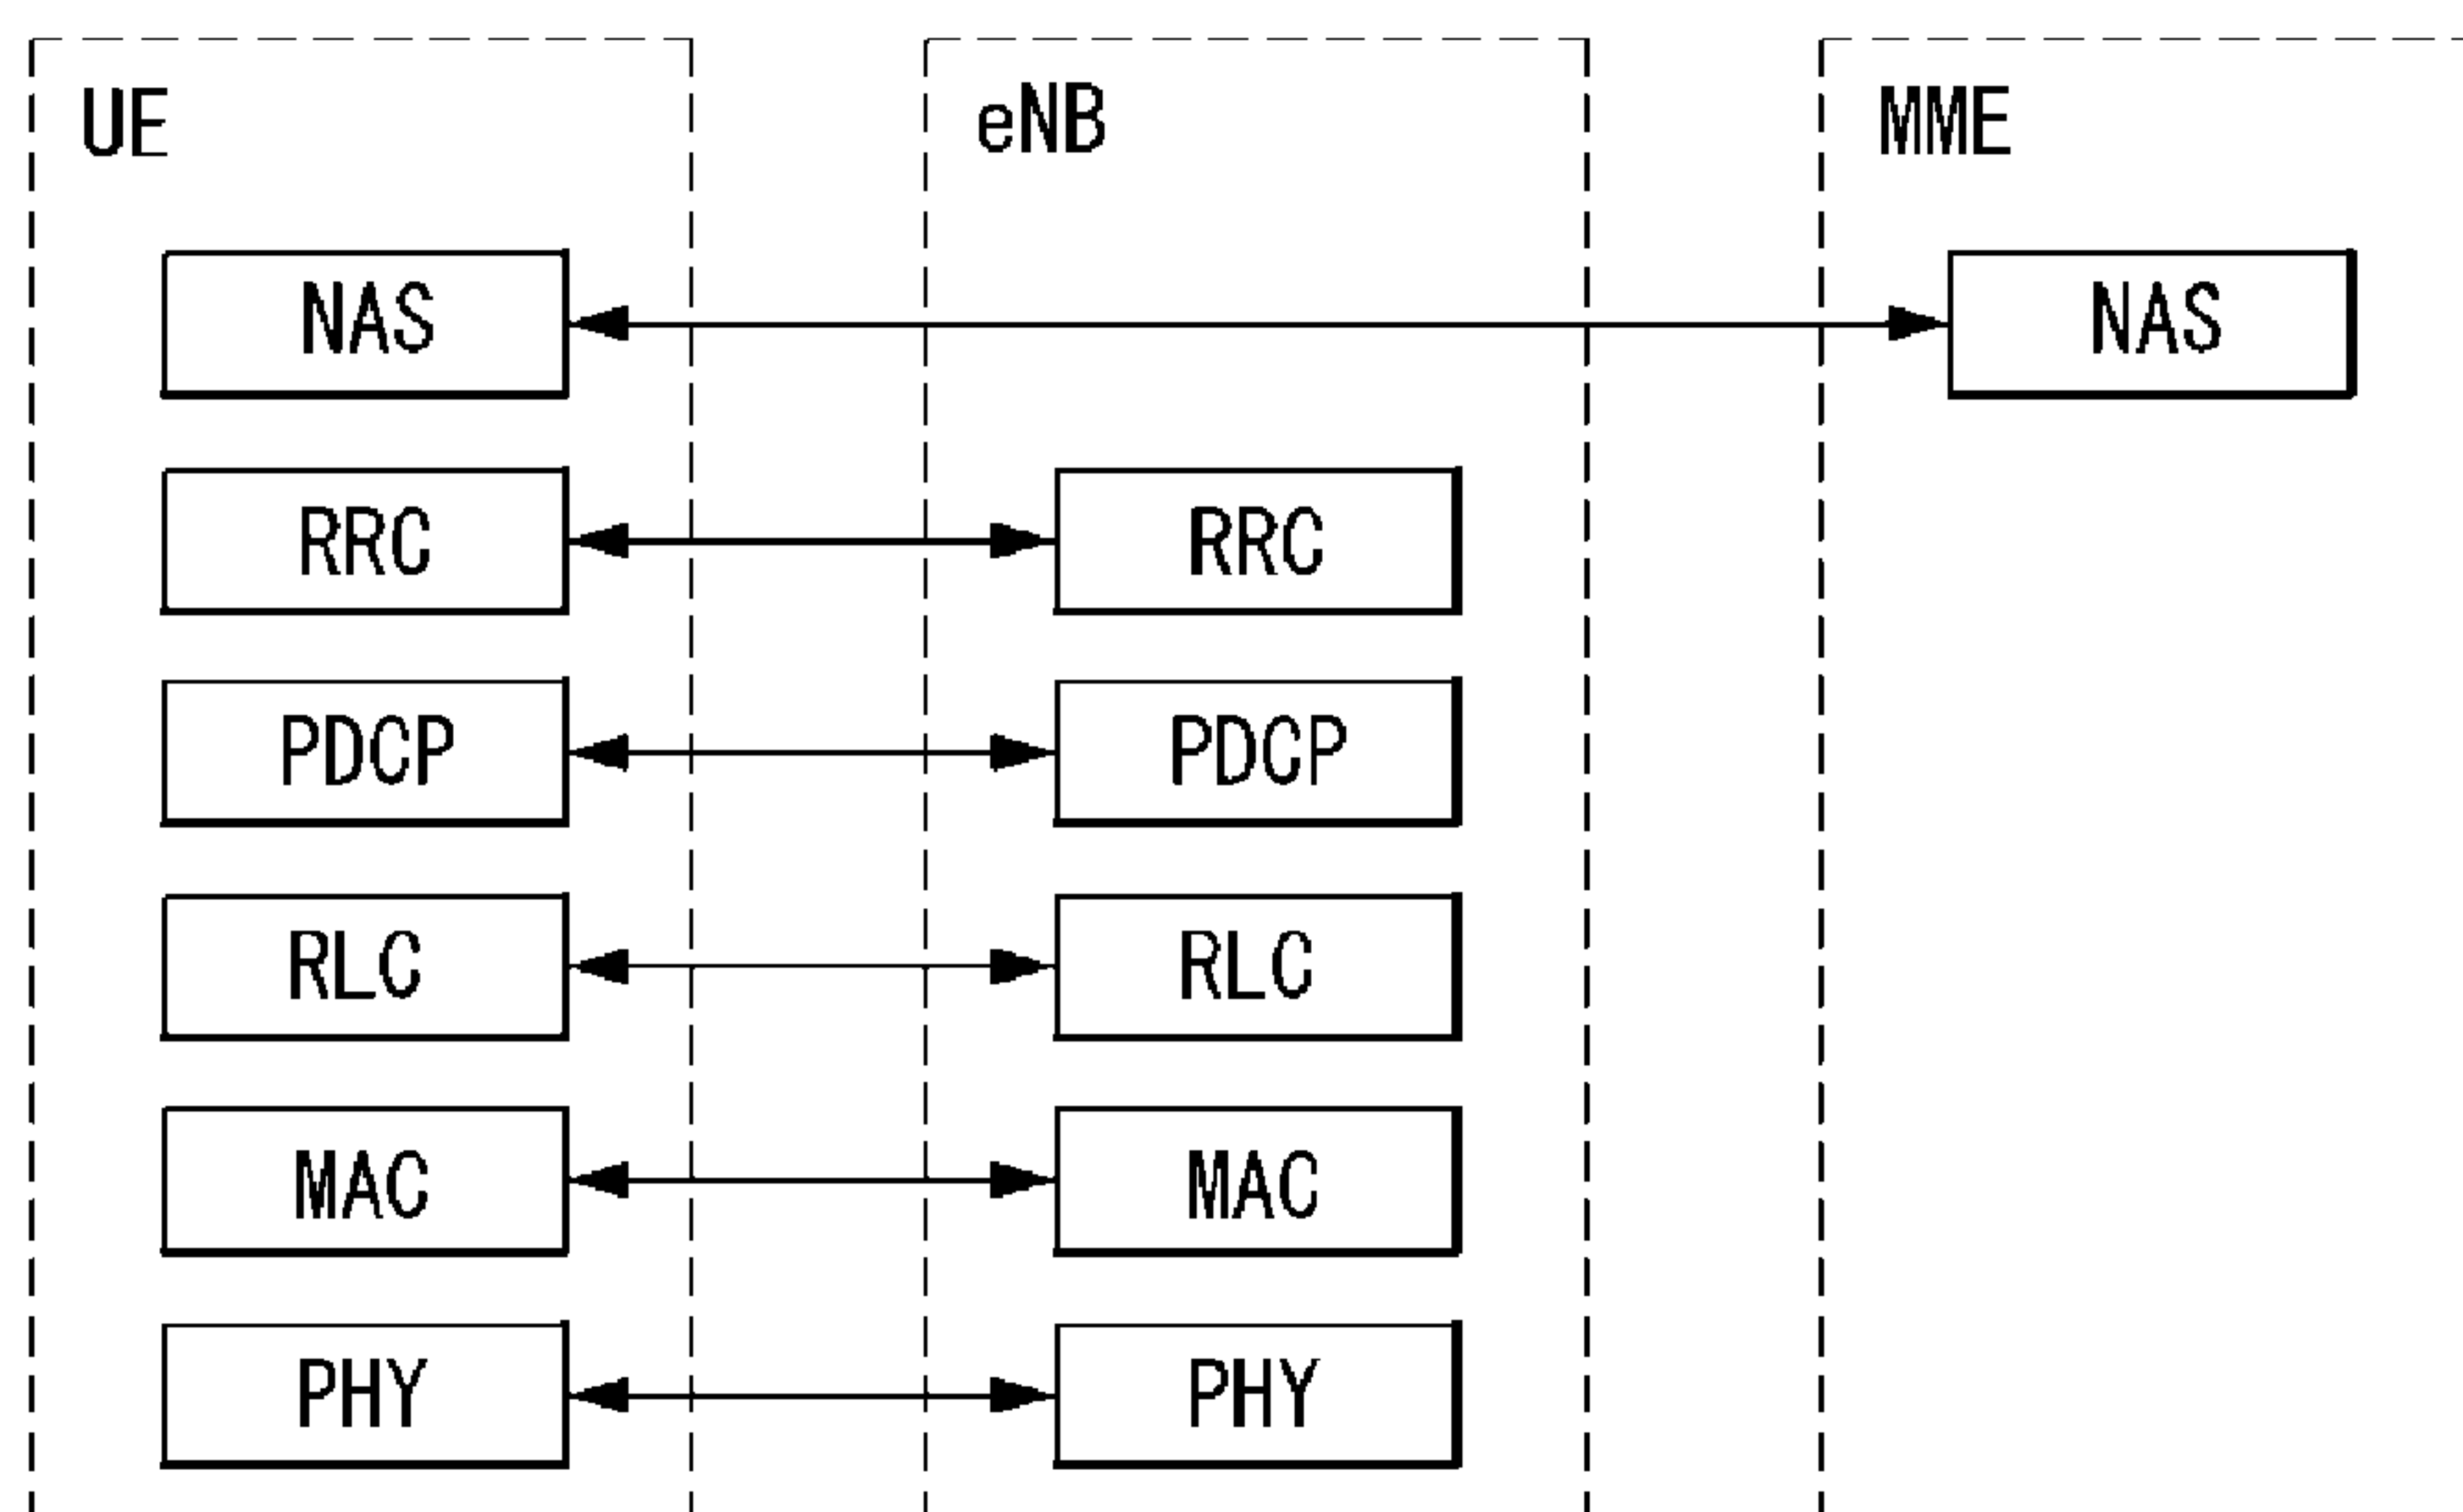 UE eNB MME
NAS NAS
RRC RRC
PDCP PDCP
RLC RLC
MAC MAC
PHY PHY